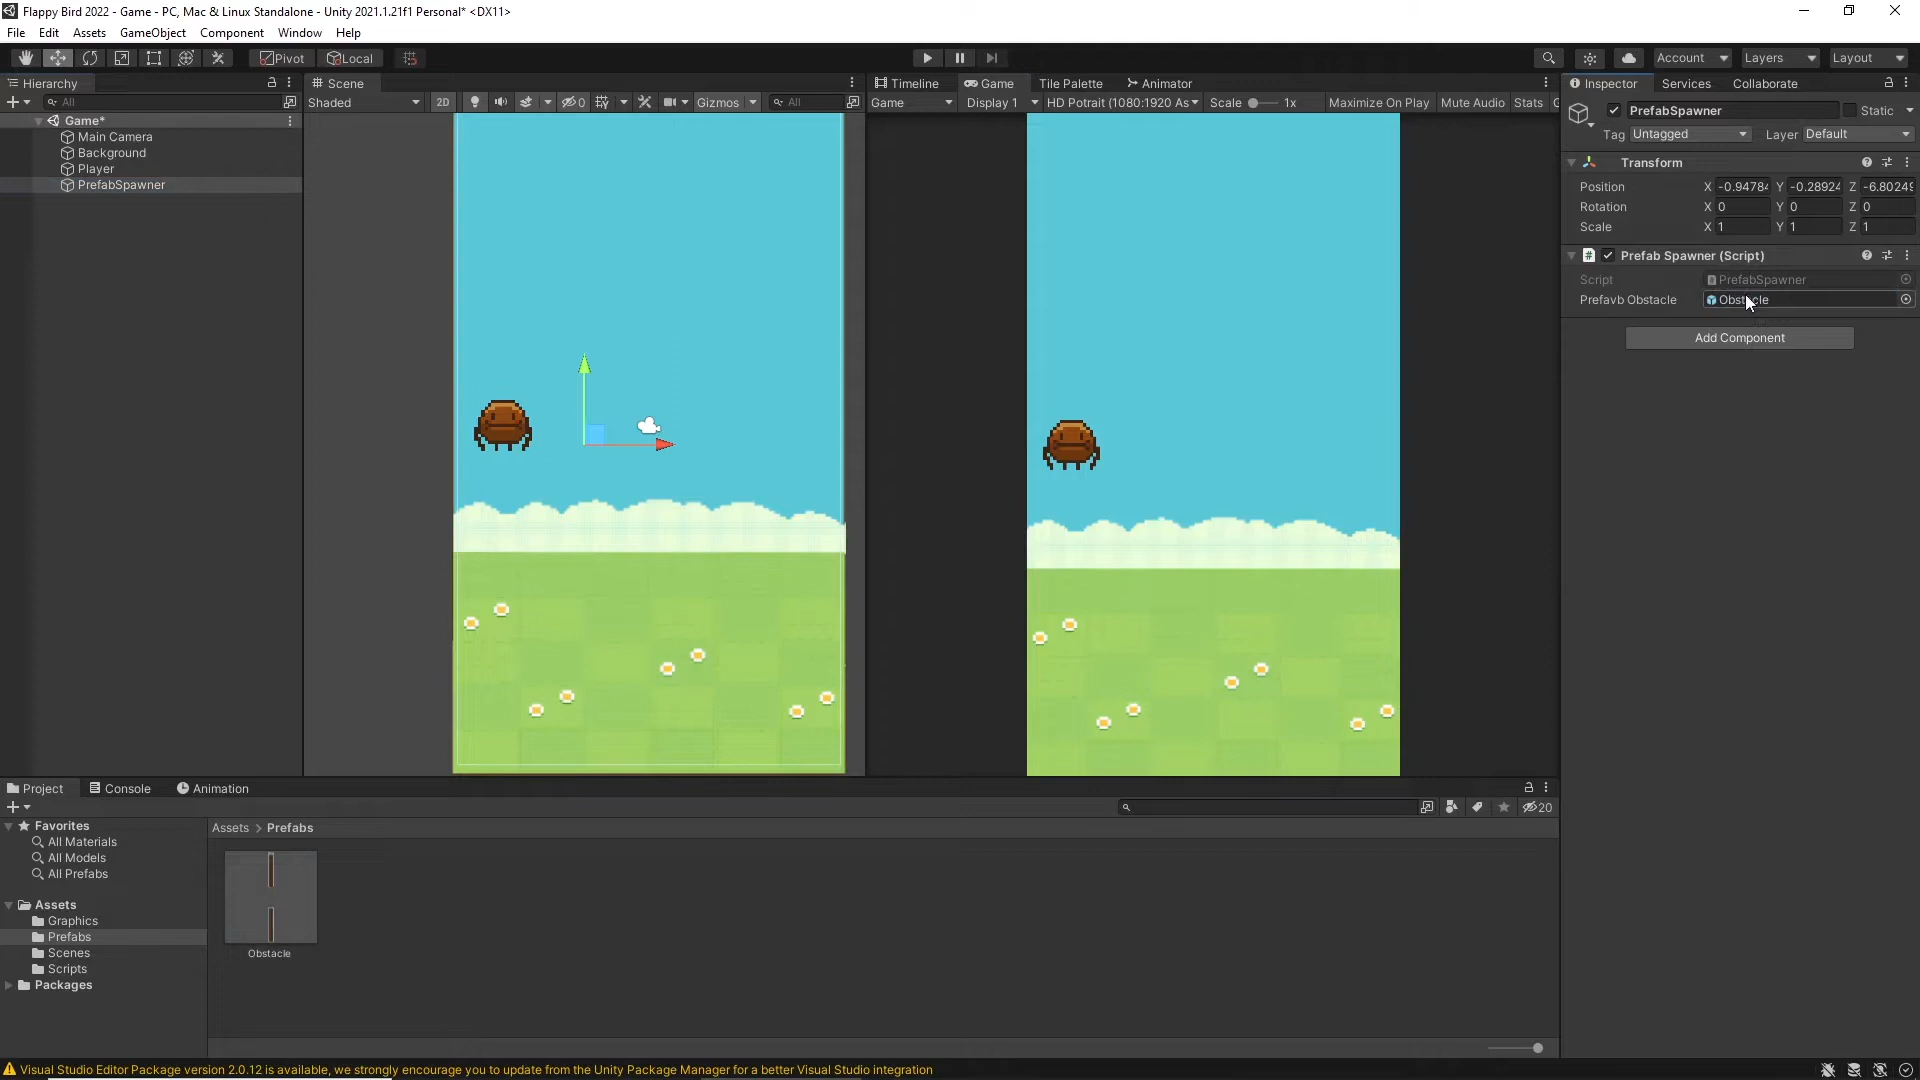 Flappy Bird 2022 - Game - PC, Mac & Linux Standalone - Unity 2021.1.21f1 Personal* <DX11>
File Edit Assets GameObject Component Window Help
Pivot Local Account Layers Layout
Hierarchy Scene Timeline Game Tile Palette Animator Inspector Services Collaborate
All Shaded 2D 0 Gizmos All Game Display 1 HD Potrait (1080:1920 As Scale 1x Maximize On Play Mute Audio Stats
PrefabSpawner Static
Game*
Tag Untagged Layer Default
Main Camera
Background
Player
PrefabSpawner
Transform
Position X -0.9478 Y -0.28924 Z -6.80249
Rotation X 0 Y 0 Z 0
Scale X 1 Y 1 Z 1
Prefab Spawner (Script)
Script PrefabSpawner
Prefavb Obstacle Obstacle
Add Component
Project Console Animation
20
Favorites
All Materials
All Models
All Prefabs
Assets
Graphics
Prefabs
Scenes
Scripts
Packages
Assets > Prefabs
Obstacle
Visual Studio Editor Package version 2.0.12 is available, we strongly encourage you to update from the Unity Package Manager for a better Visual Studio integration